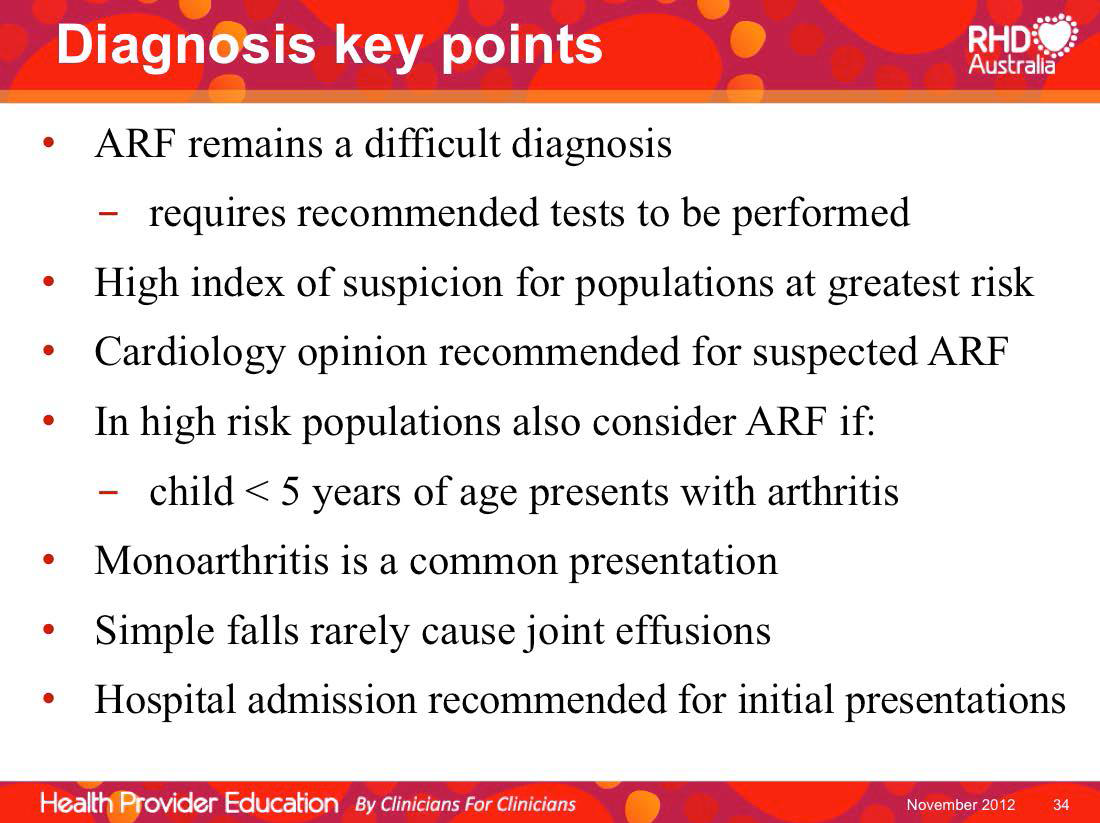 Diagnosis key points
RHD
Australia
• ARF remains a difficult diagnosis
– requires recommended tests to be performed
• High index of suspicion for populations at greatest risk
• Cardiology opinion recommended for suspected ARF
• In high risk populations also consider ARF if:
– child < 5 years of age presents with arthritis
• Monoarthritis is a common presentation
• Simple falls rarely cause joint effusions
• Hospital admission recommended for initial presentations
Health Provider Education By Clinicians For Clinicians
November 2012 34